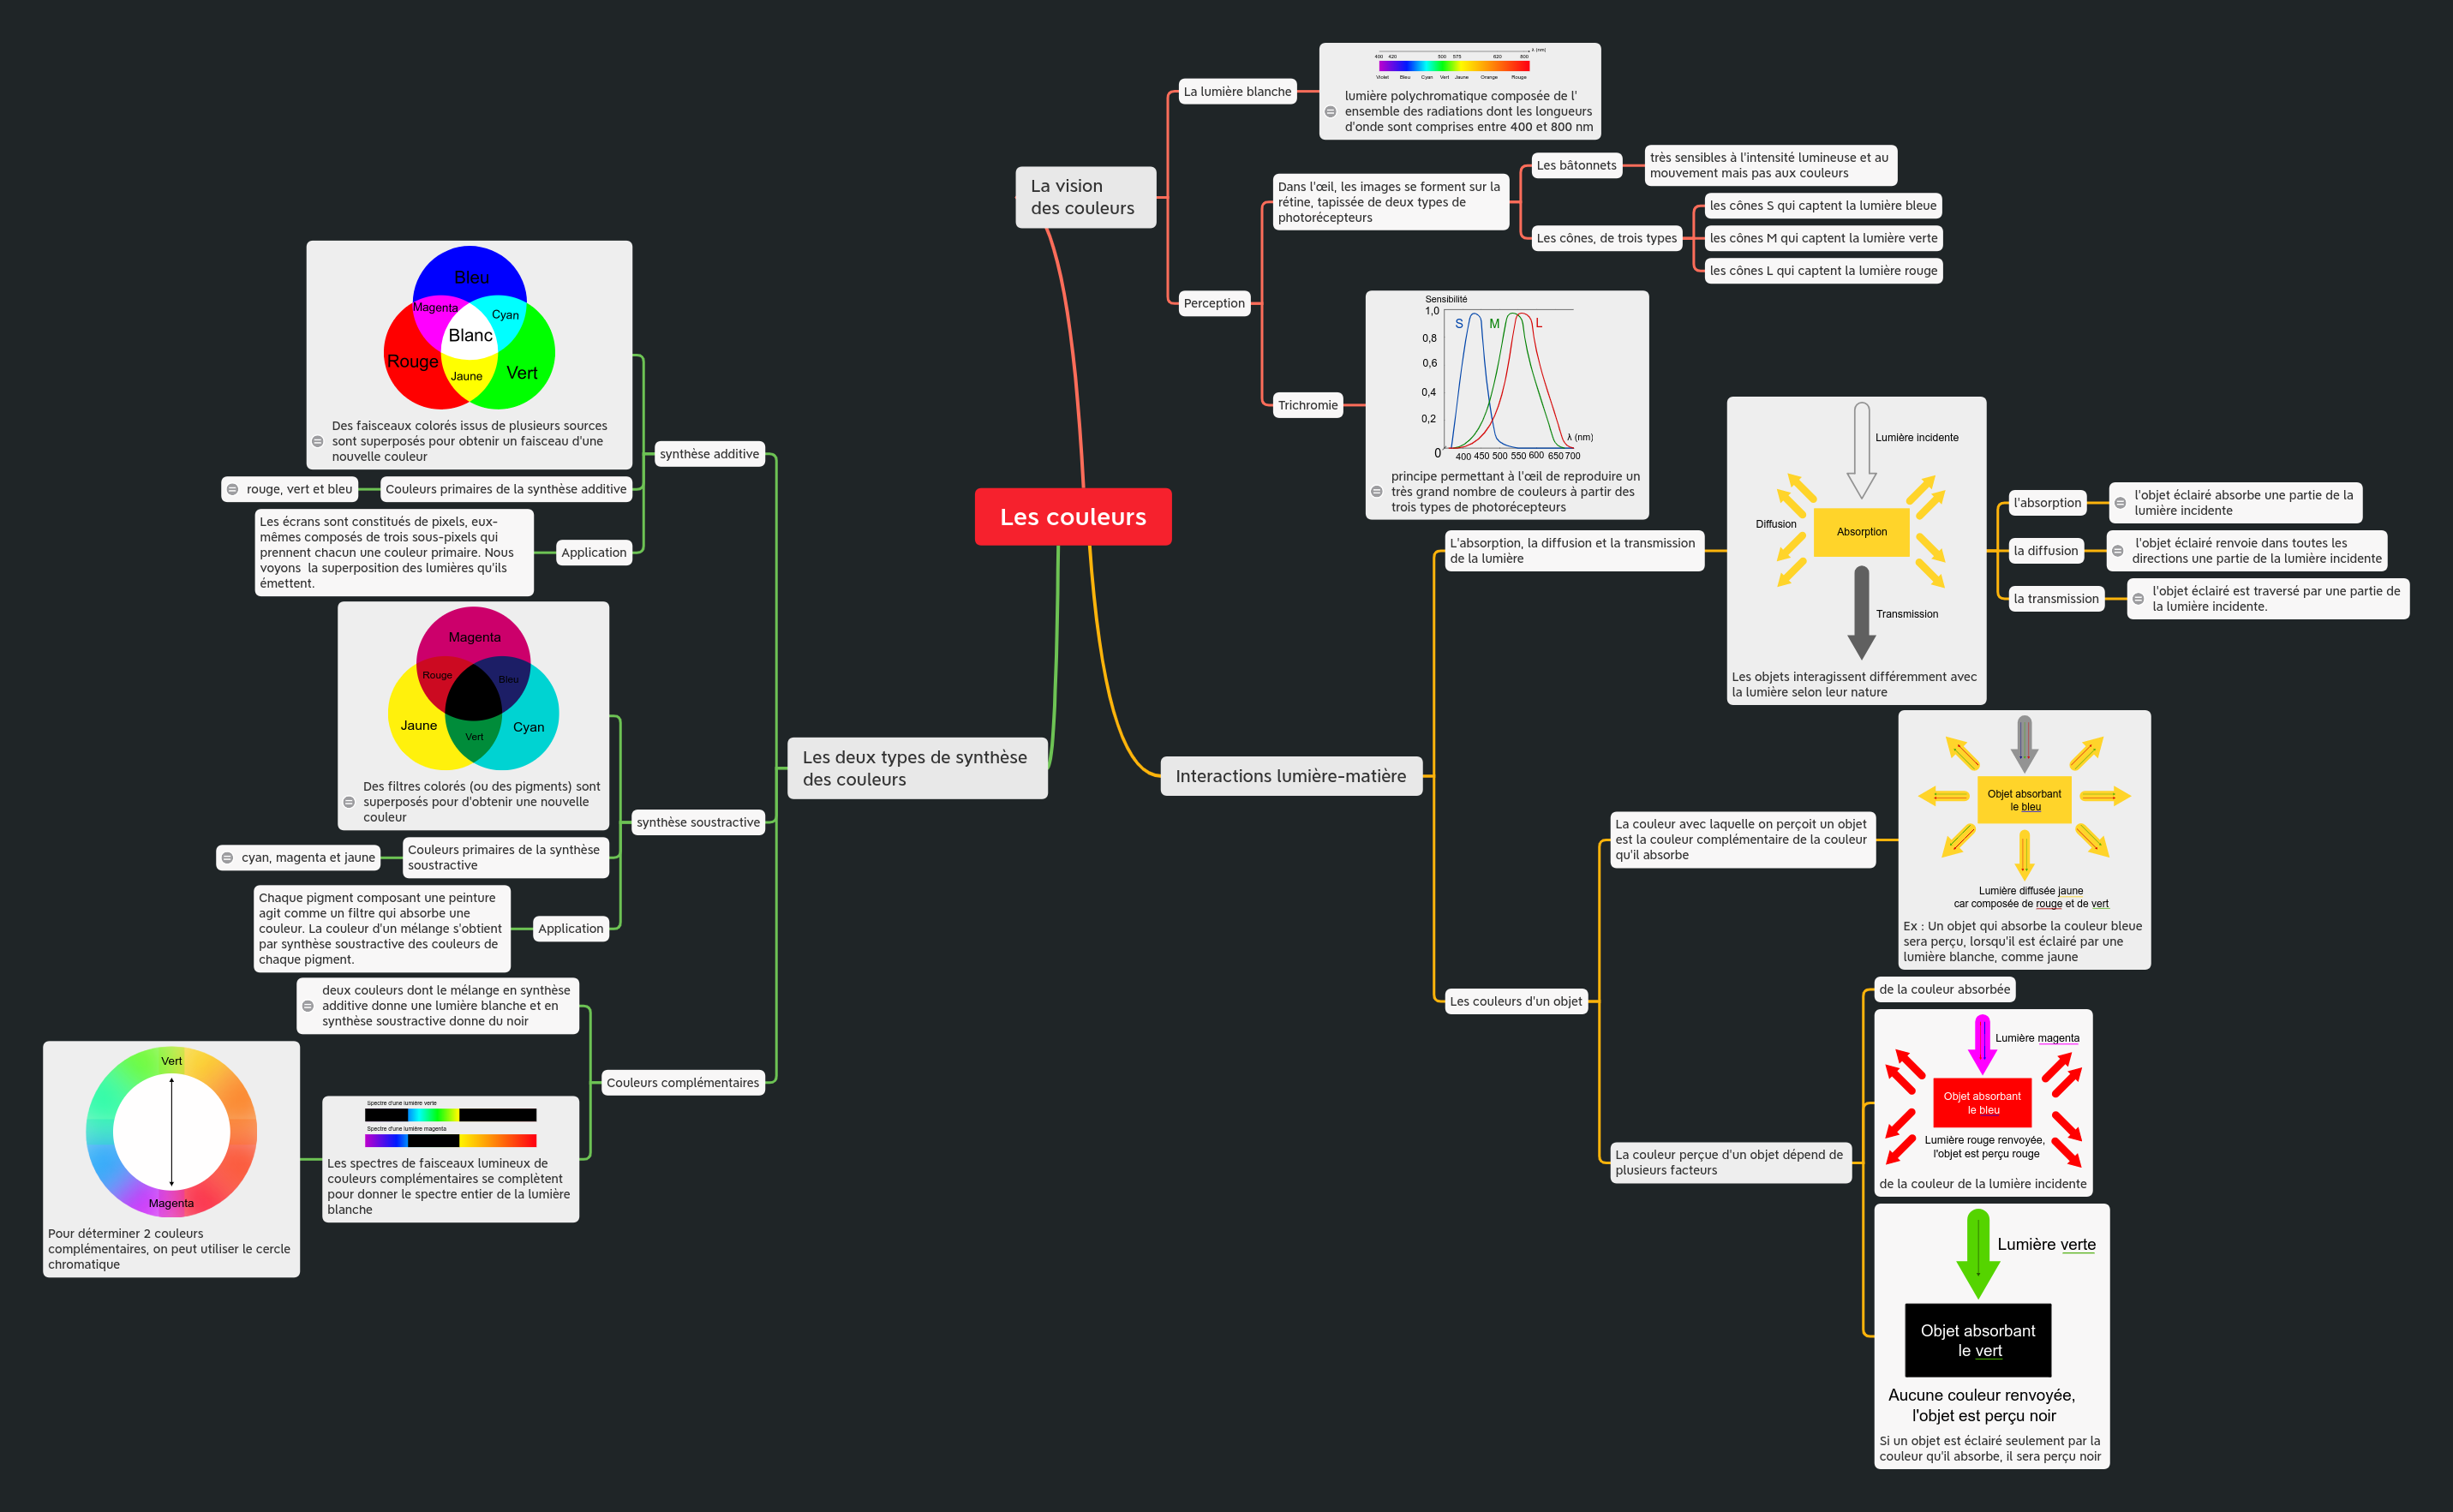 Les couleurs
La vision
des couleurs
La lumière blanche
λ (nm)
400 420 500 575 620 800
Violet Bleu Cyan Vert Jaune Orange Rouge
lumière polychromatique composée de l'
ensemble des radiations dont les longueurs
d'onde sont comprises entre 400 et 800 nm
Perception
Dans l'œil, les images se forment sur la
rétine, tapissée de deux types de
photorécepteurs
Les bâtonnets
très sensibles à l'intensité lumineuse et au
mouvement mais pas aux couleurs
Les cônes, de trois types
les cônes S qui captent la lumière bleue
les cônes M qui captent la lumière verte
les cônes L qui captent la lumière rouge
Trichromie
Sensibilité
1,0
S M L
0,8
0,6
0,4
0,2
λ (nm)
0
400 450 500 550 600 650 700
principe permettant à l'œil de reproduire un
très grand nombre de couleurs à partir des
trois types de photorécepteurs
Interactions lumière-matière
L'absorption, la diffusion et la transmission
de la lumière
Lumière incidente
Diffusion
Absorption
Transmission
Les objets interagissent différemment avec
la lumière selon leur nature
l'absorption
l'objet éclairé absorbe une partie de la
lumière incidente
la diffusion
l'objet éclairé renvoie dans toutes les
directions une partie de la lumière incidente
la transmission
l'objet éclairé est traversé par une partie de
la lumière incidente.
Les couleurs d'un objet
La couleur avec laquelle on perçoit un objet
est la couleur complémentaire de la couleur
qu'il absorbe
Objet absorbant
le bleu
Lumière diffusée jaune
car composée de rouge et de vert
Ex : Un objet qui absorbe la couleur bleue
sera perçu, lorsqu'il est éclairé par une
lumière blanche, comme jaune
La couleur perçue d'un objet dépend de
plusieurs facteurs
de la couleur absorbée
Lumière magenta
Objet absorbant
le bleu
Lumière rouge renvoyée,
l'objet est perçu rouge
de la couleur de la lumière incidente
Lumière verte
Objet absorbant
le vert
Aucune couleur renvoyée,
l'objet est perçu noir
Si un objet est éclairé seulement par la
couleur qu'il absorbe, il sera perçu noir
Les deux types de synthèse
des couleurs
synthèse additive
Bleu
Magenta
Cyan
Blanc
Rouge
Jaune
Vert
Des faisceaux colorés issus de plusieurs sources
sont superposés pour obtenir un faisceau d'une
nouvelle couleur
Couleurs primaires de la synthèse additive
rouge, vert et bleu
Application
Les écrans sont constitués de pixels, eux-
mêmes composés de trois sous-pixels qui
prennent chacun une couleur primaire. Nous
voyons la superposition des lumières qu'ils
émettent.
synthèse soustractive
Magenta
Rouge
Bleu
Jaune
Cyan
Vert
Des filtres colorés (ou des pigments) sont
superposés pour d'obtenir une nouvelle
couleur
Couleurs primaires de la synthèse
soustractive
cyan, magenta et jaune
Application
Chaque pigment composant une peinture
agit comme un filtre qui absorbe une
couleur. La couleur d'un mélange s'obtient
par synthèse soustractive des couleurs de
chaque pigment.
Couleurs complémentaires
deux couleurs dont le mélange en synthèse
additive donne une lumière blanche et en
synthèse soustractive donne du noir
Spectre d'une lumière verte
Spectre d'une lumière magenta
Les spectres de faisceaux lumineux de
couleurs complémentaires se complètent
pour donner le spectre entier de la lumière
blanche
Vert
Magenta
Pour déterminer 2 couleurs
complémentaires, on peut utiliser le cercle
chromatique